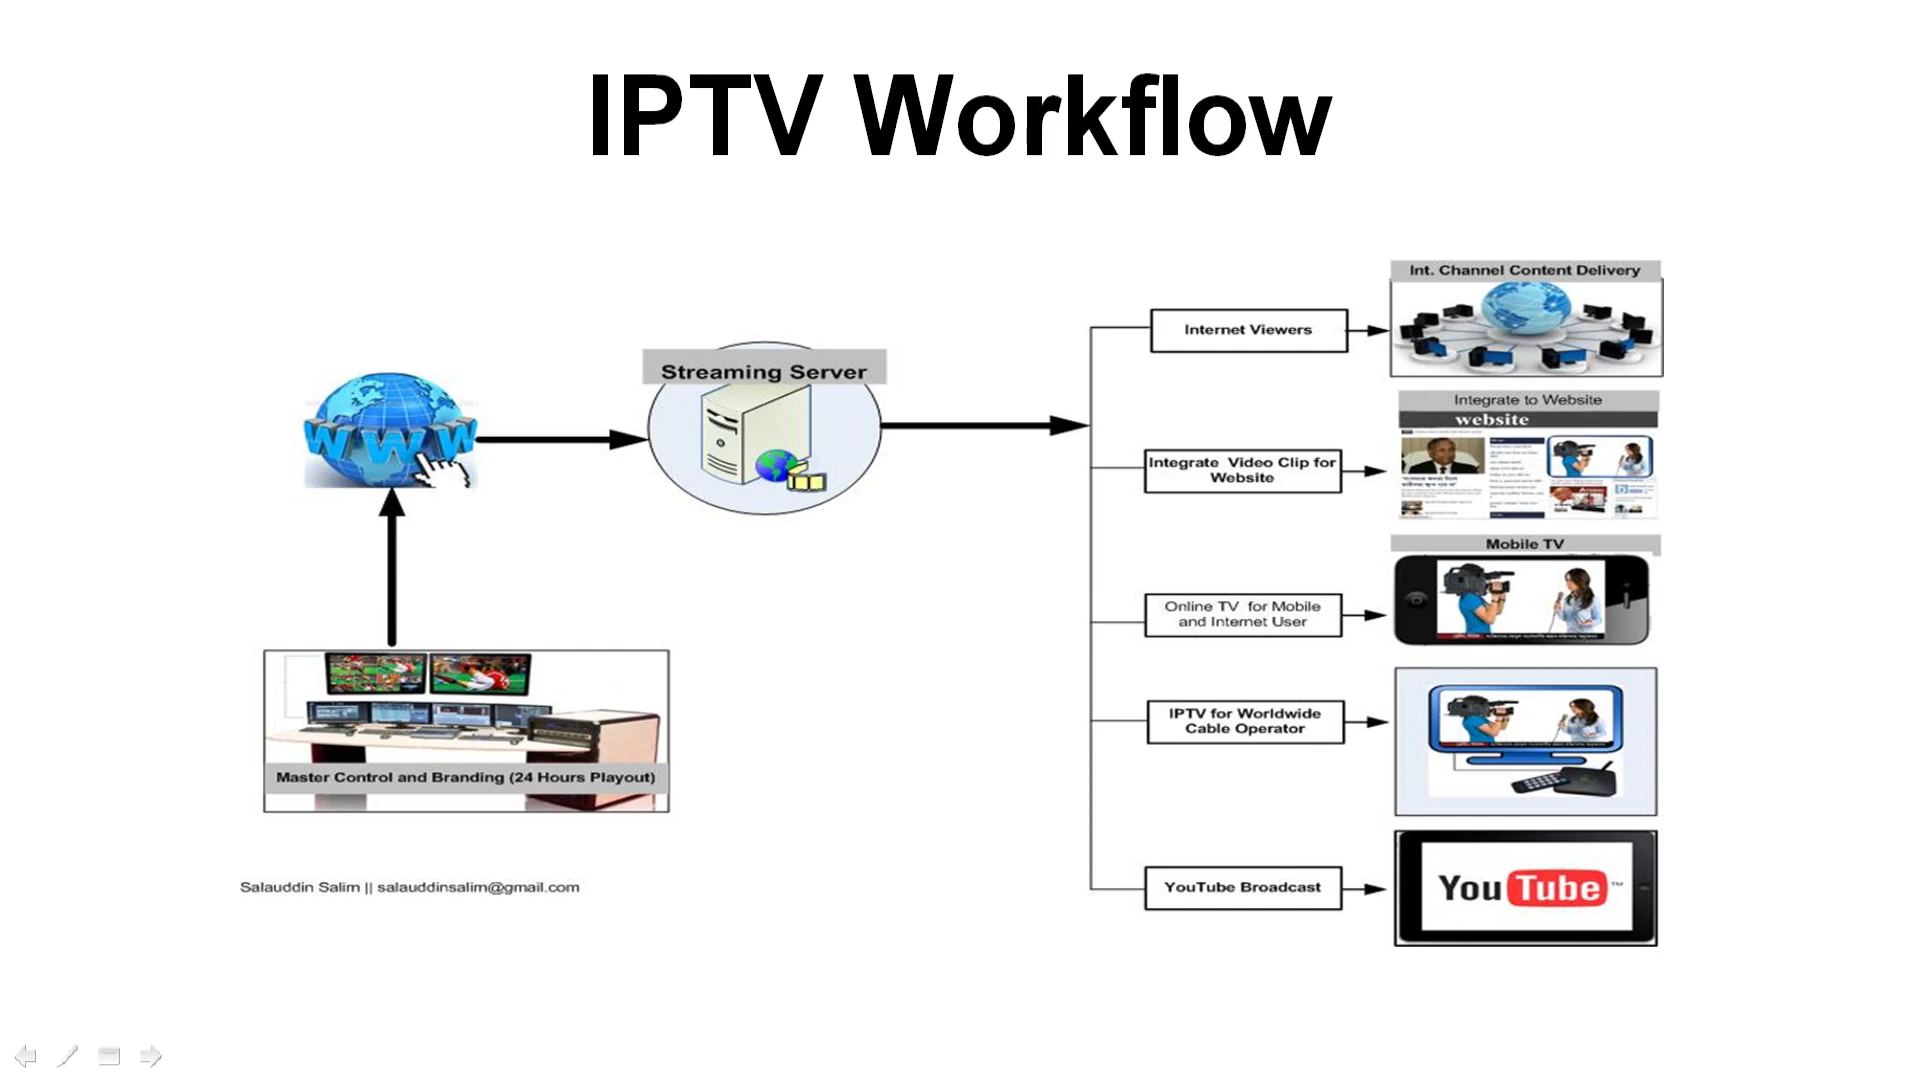 IPTV Workflow
Int. Channel Content Delivery
Internet Viewers
Streaming Server
Integrate to Website
website
WWW
Integrate Video Clip for
Website
Mobile TV
Online TV for Mobile
and Internet User
IPTV for Worldwide
Cable Operator
Master Control and Branding (24 Hours Playout)
YouTube Broadcast
YouTube™
Salauddin Salim || salauddinsalim@gmail.com